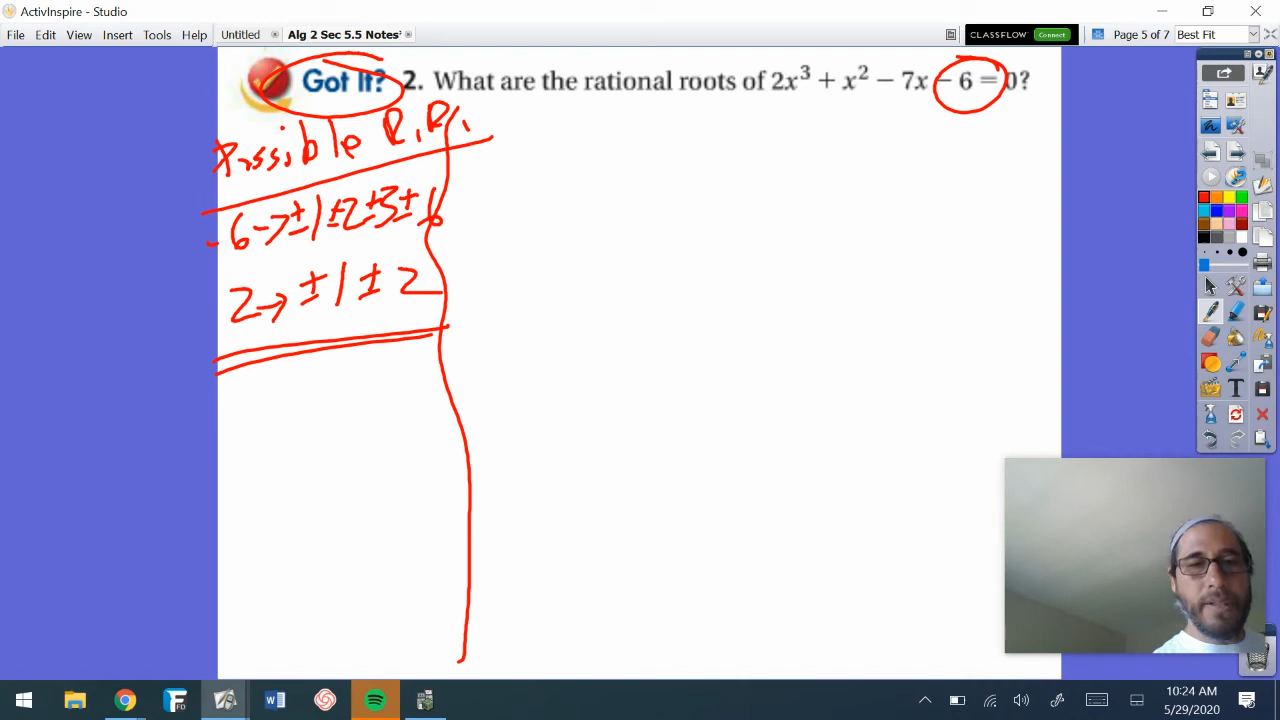 ActivInspire - Studio
File Edit View Insert Tools Help
Untitled
Alg 2 Sec 5.5 Notes*
CLASSFLOW Connect
Page 5 of 7
Best Fit
Got It? 2. What are the rational roots of 2x³ + x² − 7x − 6 = 0?
Possible R.R.
-6 → ±1 ±2 ±3 ±6
2 → ±1 ±2
10:24 AM
5/29/2020